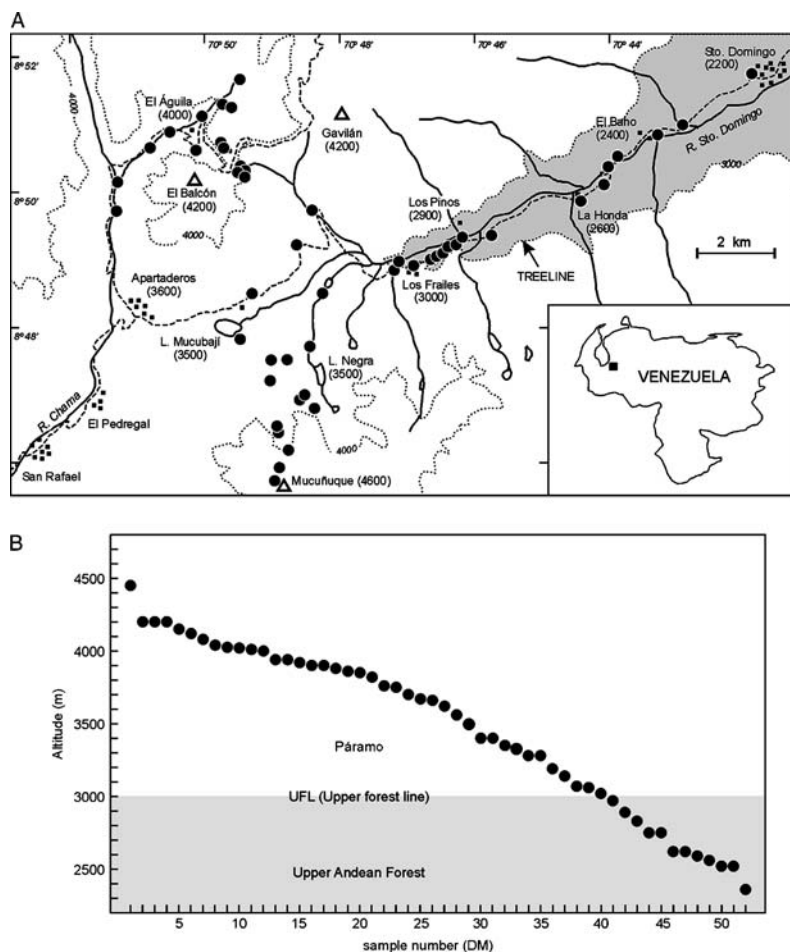 A
70° 50'
70° 48'
70° 46'
70° 44'
8° 52'
8° 50'
8° 48'
4000
El Águila
(4000)
Gavilán
(4200)
El Balcón
(4200)
4000
Sto. Domingo
(2200)
El Baho
(2400)
R. Sto. Domingo
3000
Los Pinos
(2900)
La Honda
(2600)
2 km
TREELINE
Los Frailes
(3000)
Apartaderos
(3600)
L. Mucubají
(3500)
L. Negra
(3500)
R. Chama
El Pedregal
San Rafael
4000
Mucuñuque (4600)
VENEZUELA
B
Altitude (m)
4500
4000
3500
3000
2500
Páramo
UFL (Upper forest line)
Upper Andean Forest
5 10 15 20 25 30 35 40 45 50
sample number (DM)